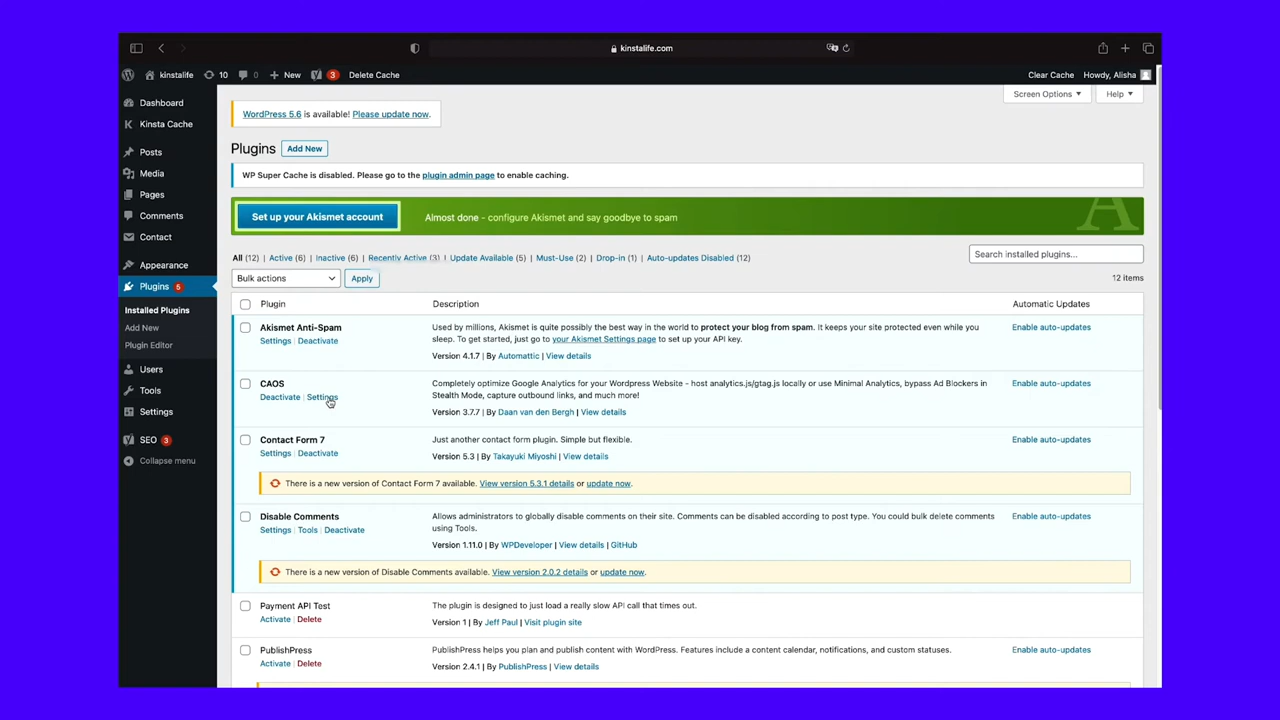 kinstalife.com
kinstalife 10 0 New 3 Delete Cache Clear Cache Howdy, Alisha
Screen Options ▼ Help ▼
Dashboard
Kinsta Cache
Posts
Media
Pages
Comments
Contact
Appearance
Plugins 5
Installed Plugins
Add New
Plugin Editor
Users
Tools
Settings
SEO 3
Collapse menu
WordPress 5.6 is available! Please update now.
Plugins Add New
WP Super Cache is disabled. Please go to the plugin admin page to enable caching.
Set up your Akismet account Almost done - configure Akismet and say goodbye to spam A
All (12) | Active (6) | Inactive (6) | Recently Active (3) | Update Available (5) | Must-Use (2) | Drop-in (1) | Auto-updates Disabled (12)
Search installed plugins...
Bulk actions Apply 12 items
Plugin Description Automatic Updates
Akismet Anti-Spam
Settings | Deactivate
Used by millions, Akismet is quite possibly the best way in the world to protect your blog from spam. It keeps your site protected even while you
sleep. To get started, just go to your Akismet Settings page to set up your API key.
Version 4.1.7 | By Automattic | View details
Enable auto-updates
CAOS
Deactivate | Settings
Completely optimize Google Analytics for your Wordpress Website - host analytics.js/gtag.js locally or use Minimal Analytics, bypass Ad Blockers in
Stealth Mode, capture outbound links, and much more!
Version 3.7.7 | By Daan van den Bergh | View details
Enable auto-updates
Contact Form 7
Settings | Deactivate
Just another contact form plugin. Simple but flexible.
Version 5.3 | By Takayuki Miyoshi | View details
Enable auto-updates
There is a new version of Contact Form 7 available. View version 5.3.1 details or update now.
Disable Comments
Settings | Tools | Deactivate
Allows administrators to globally disable comments on their site. Comments can be disabled according to post type. You could bulk delete comments
using Tools.
Version 1.11.0 | By WPDeveloper | View details | GitHub
Enable auto-updates
There is a new version of Disable Comments available. View version 2.0.2 details or update now.
Payment API Test
Activate | Delete
The plugin is designed to just load a really slow API call that times out.
Version 1 | By Jeff Paul | Visit plugin site
PublishPress
Activate | Delete
PublishPress helps you plan and publish content with WordPress. Features include a content calendar, notifications, and custom statuses.
Version 2.4.1 | By PublishPress | View details
Enable auto-updates